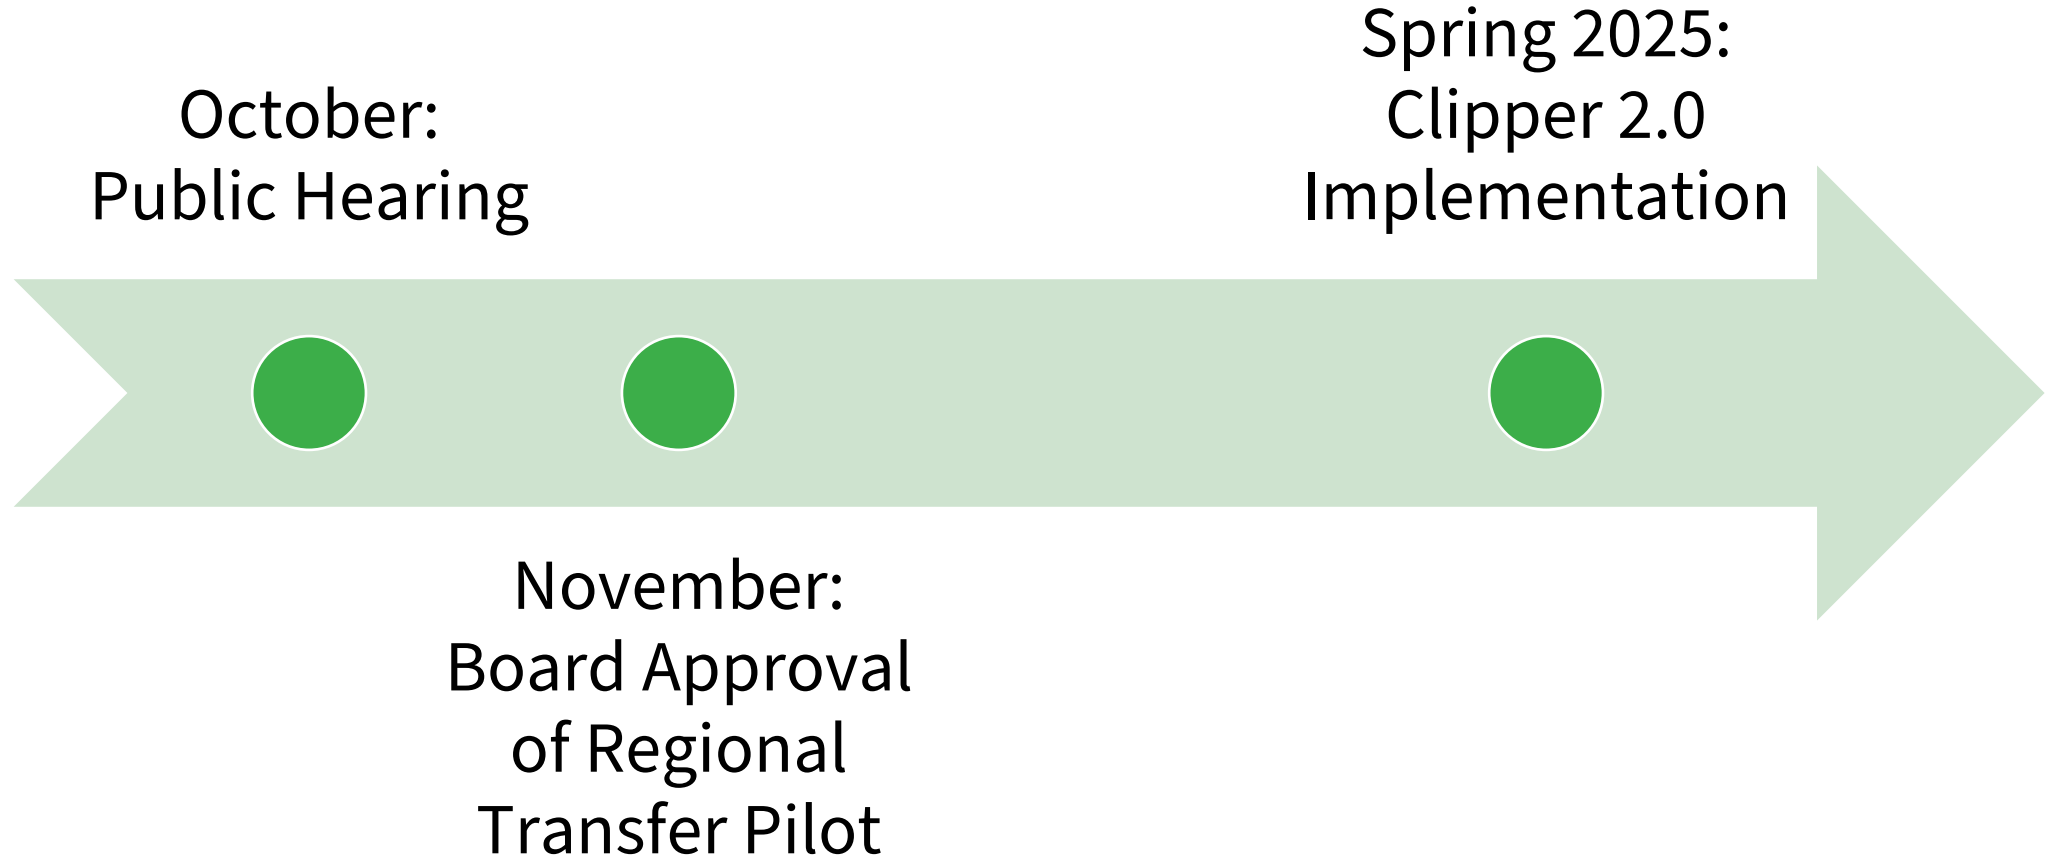 October:
Public Hearing
November:
Board Approval
of Regional
Transfer Pilot
Spring 2025:
Clipper 2.0
Implementation